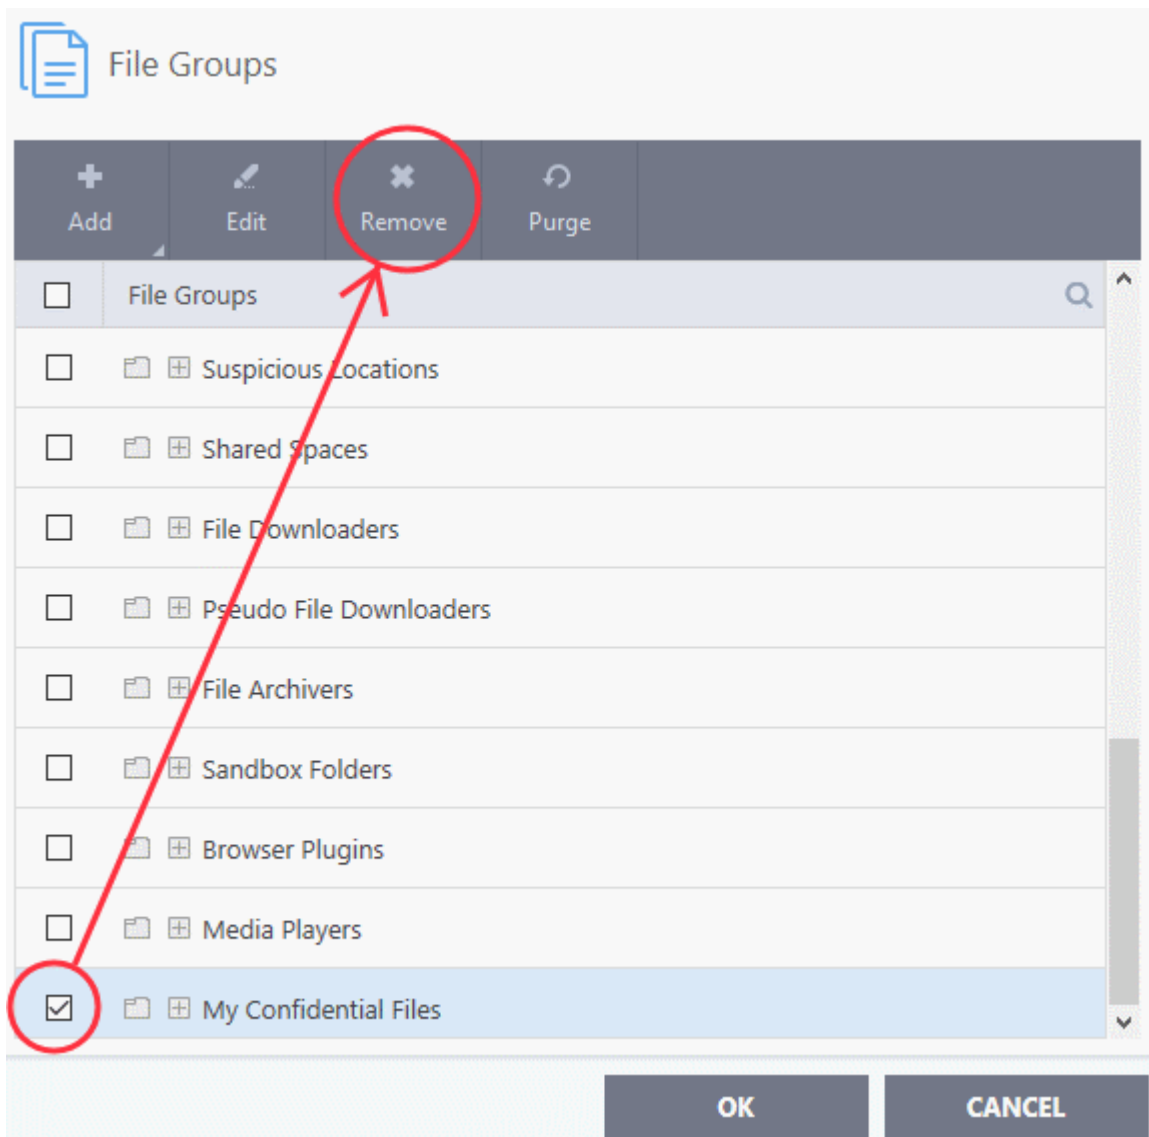 File Groups
Add Edit Remove Purge
File Groups
Suspicious Locations
Shared Spaces
File Downloaders
Pseudo File Downloaders
File Archivers
Sandbox Folders
Browser Plugins
Media Players
My Confidential Files
OK CANCEL